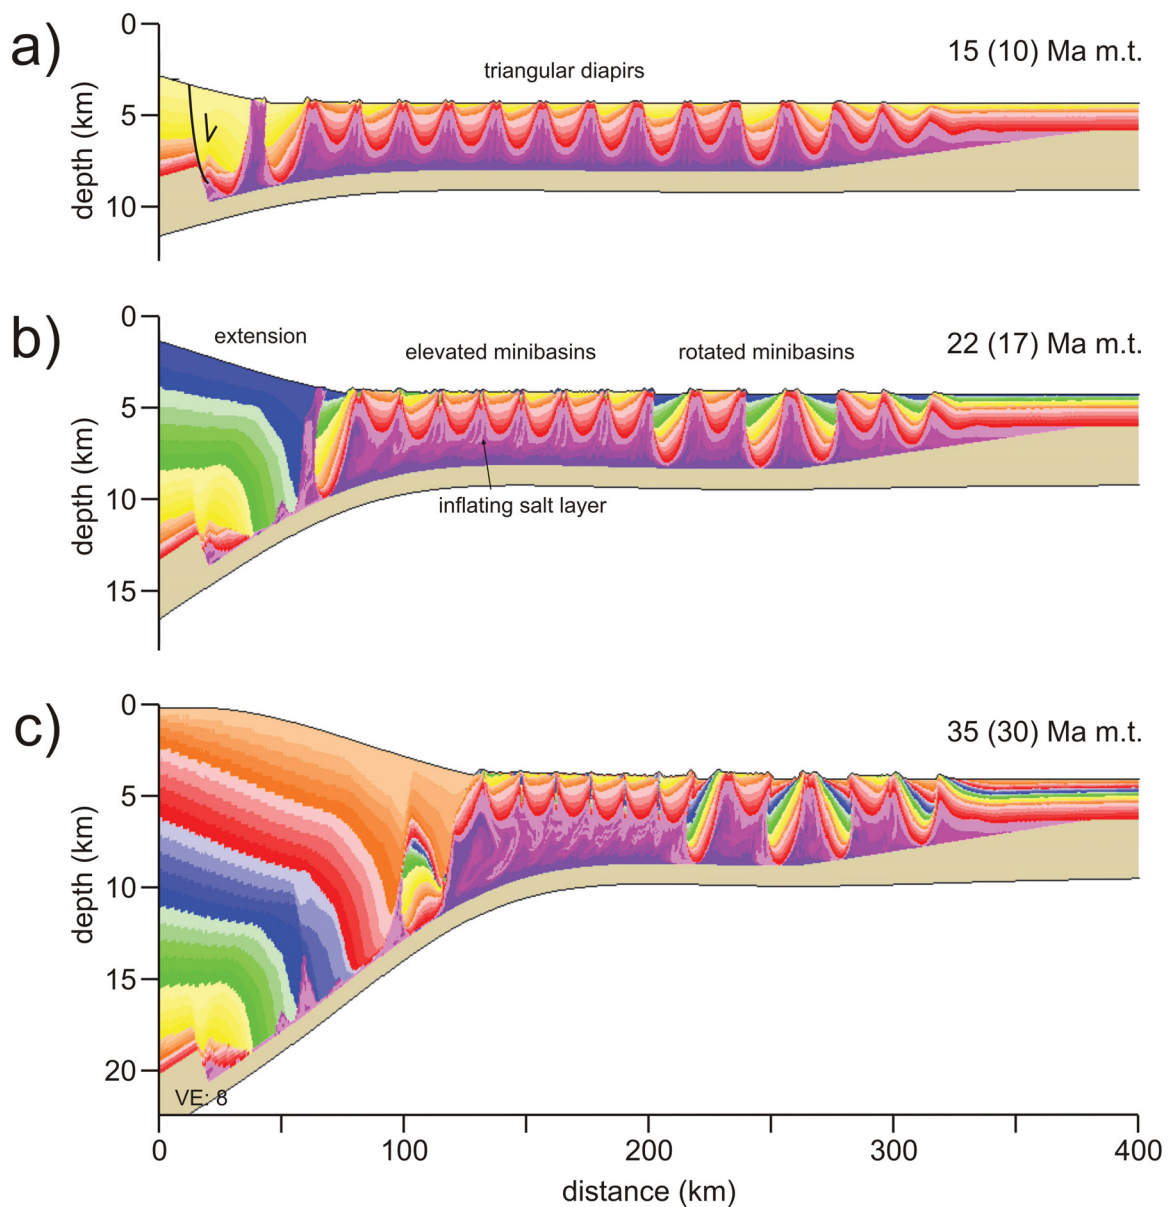 a)
0
5
10
depth (km)
triangular diapirs
15 (10) Ma m.t.
b)
0
5
10
15
depth (km)
extension
elevated minibasins
rotated minibasins
22 (17) Ma m.t.
inflating salt layer
c)
0
5
10
15
20
depth (km)
35 (30) Ma m.t.
VE: 8
0 100 200 300 400
distance (km)